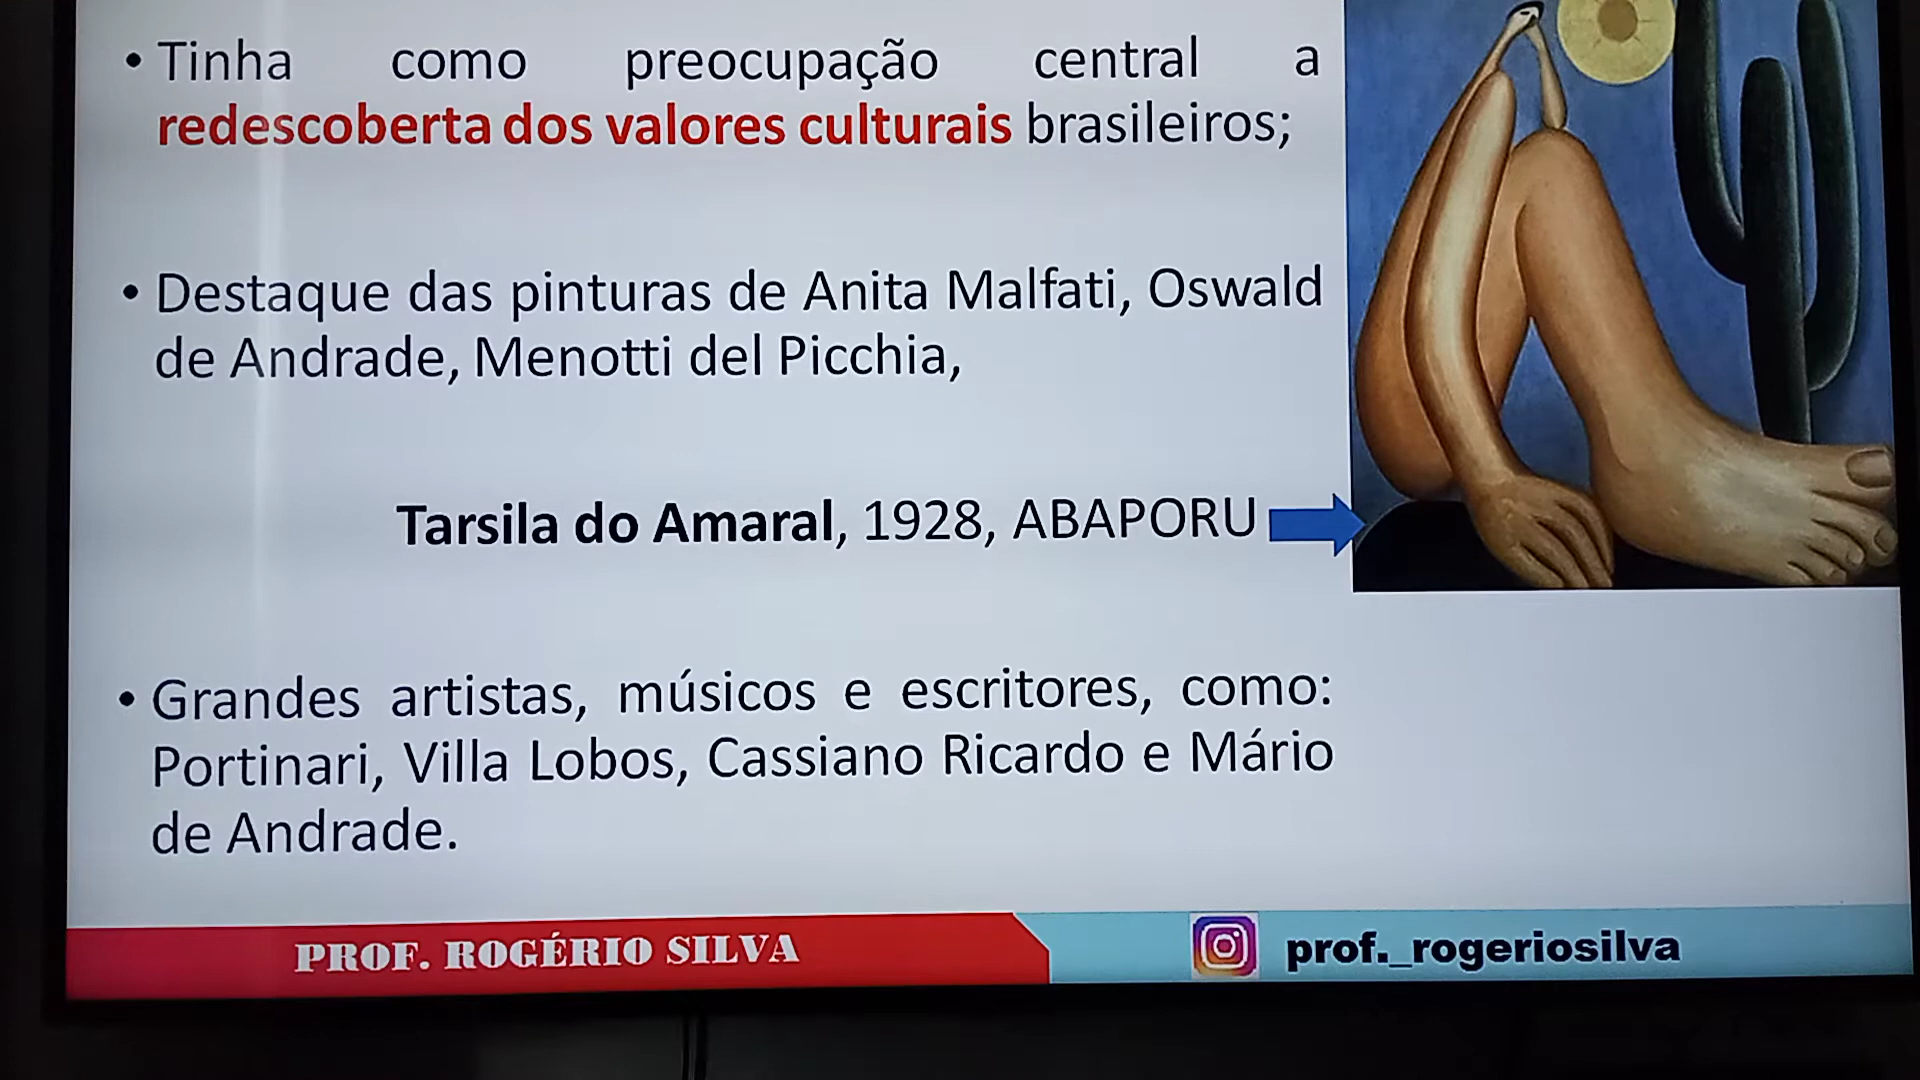 • Tinha como preocupação central a
redescoberta dos valores culturais brasileiros;
• Destaque das pinturas de Anita Malfati, Oswald
de Andrade, Menotti del Picchia,
Tarsila do Amaral, 1928, ABAPORU
• Grandes artistas, músicos e escritores, como:
Portinari, Villa Lobos, Cassiano Ricardo e Mário
de Andrade.
PROF. ROGÉRIO SILVA
prof._rogeriosilva